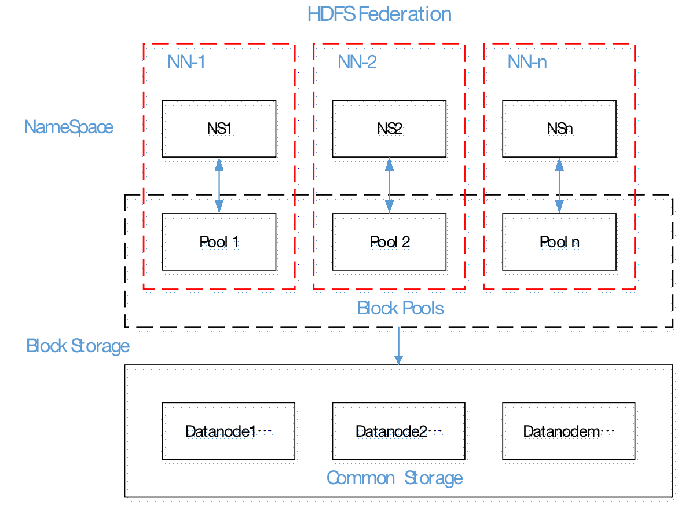 HDFS Federation
NN-1
NN-2
NN-n
NameSpace
NS1
NS2
NSn
Pool 1
Pool 2
Pool n
Block Pools
Block Storage
Datanode1…
Datanode2…
Datanodem…
Common Storage